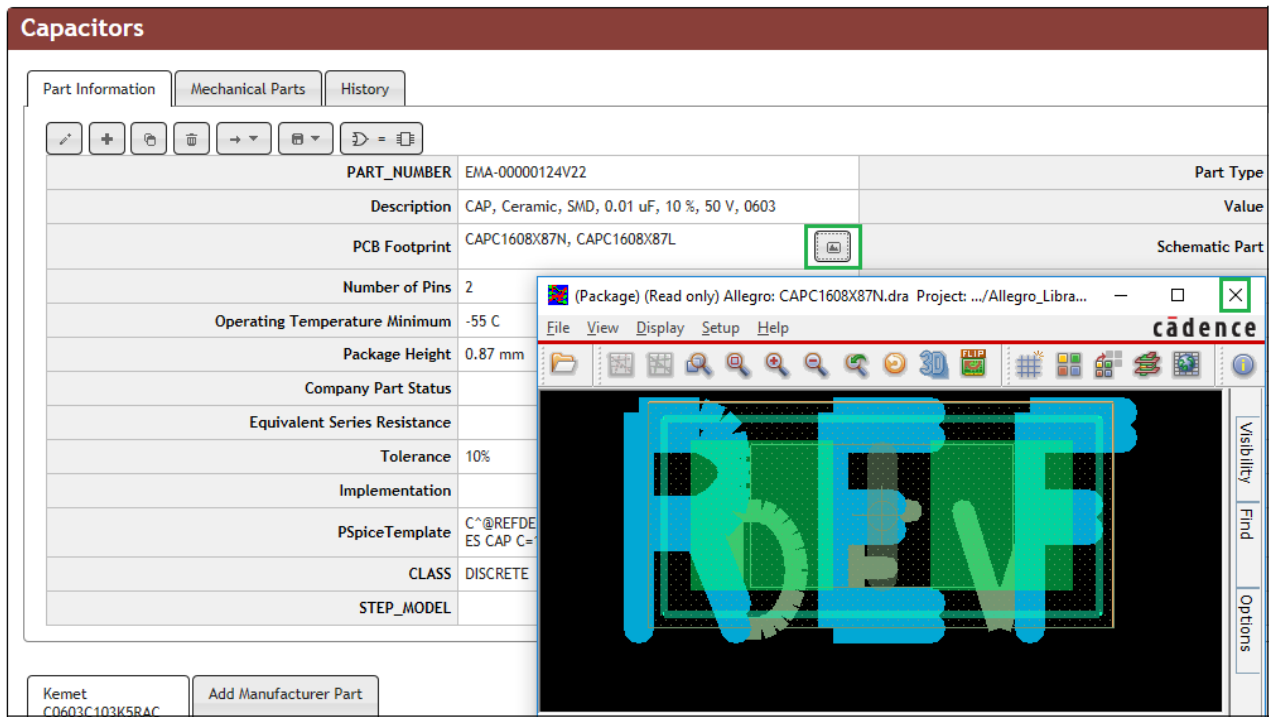 Capacitors
Part Information
Mechanical Parts
History
PART_NUMBER EMA-00000124V22 Part Type
Description CAP, Ceramic, SMD, 0.01 uF, 10 %, 50 V, 0603 Value
PCB Footprint CAPC1608X87N, CAPC1608X87L Schematic Part
Number of Pins 2
Operating Temperature Minimum -55 C
Package Height 0.87 mm
Company Part Status
Equivalent Series Resistance
Tolerance 10%
Implementation
PSpiceTemplate C^@REFDE
ES CAP C=
CLASS DISCRETE
STEP_MODEL
Kemet
C0603C103K5RAC
Add Manufacturer Part
(Package) (Read only) Allegro: CAPC1608X87N.dra Project: .../Allegro_Libra...
File View Display Setup Help
cādence
3D
FLIP
REF
DEV
Visibility
Find
Options